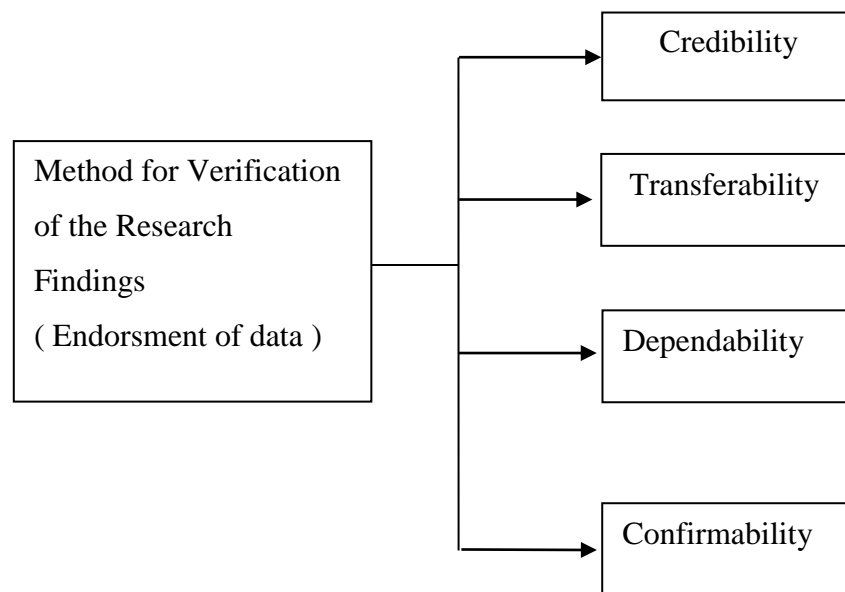 Method for Verification
of the Research
Findings
( Endorsment of data )
Credibility
Transferability
Dependability
Confirmability